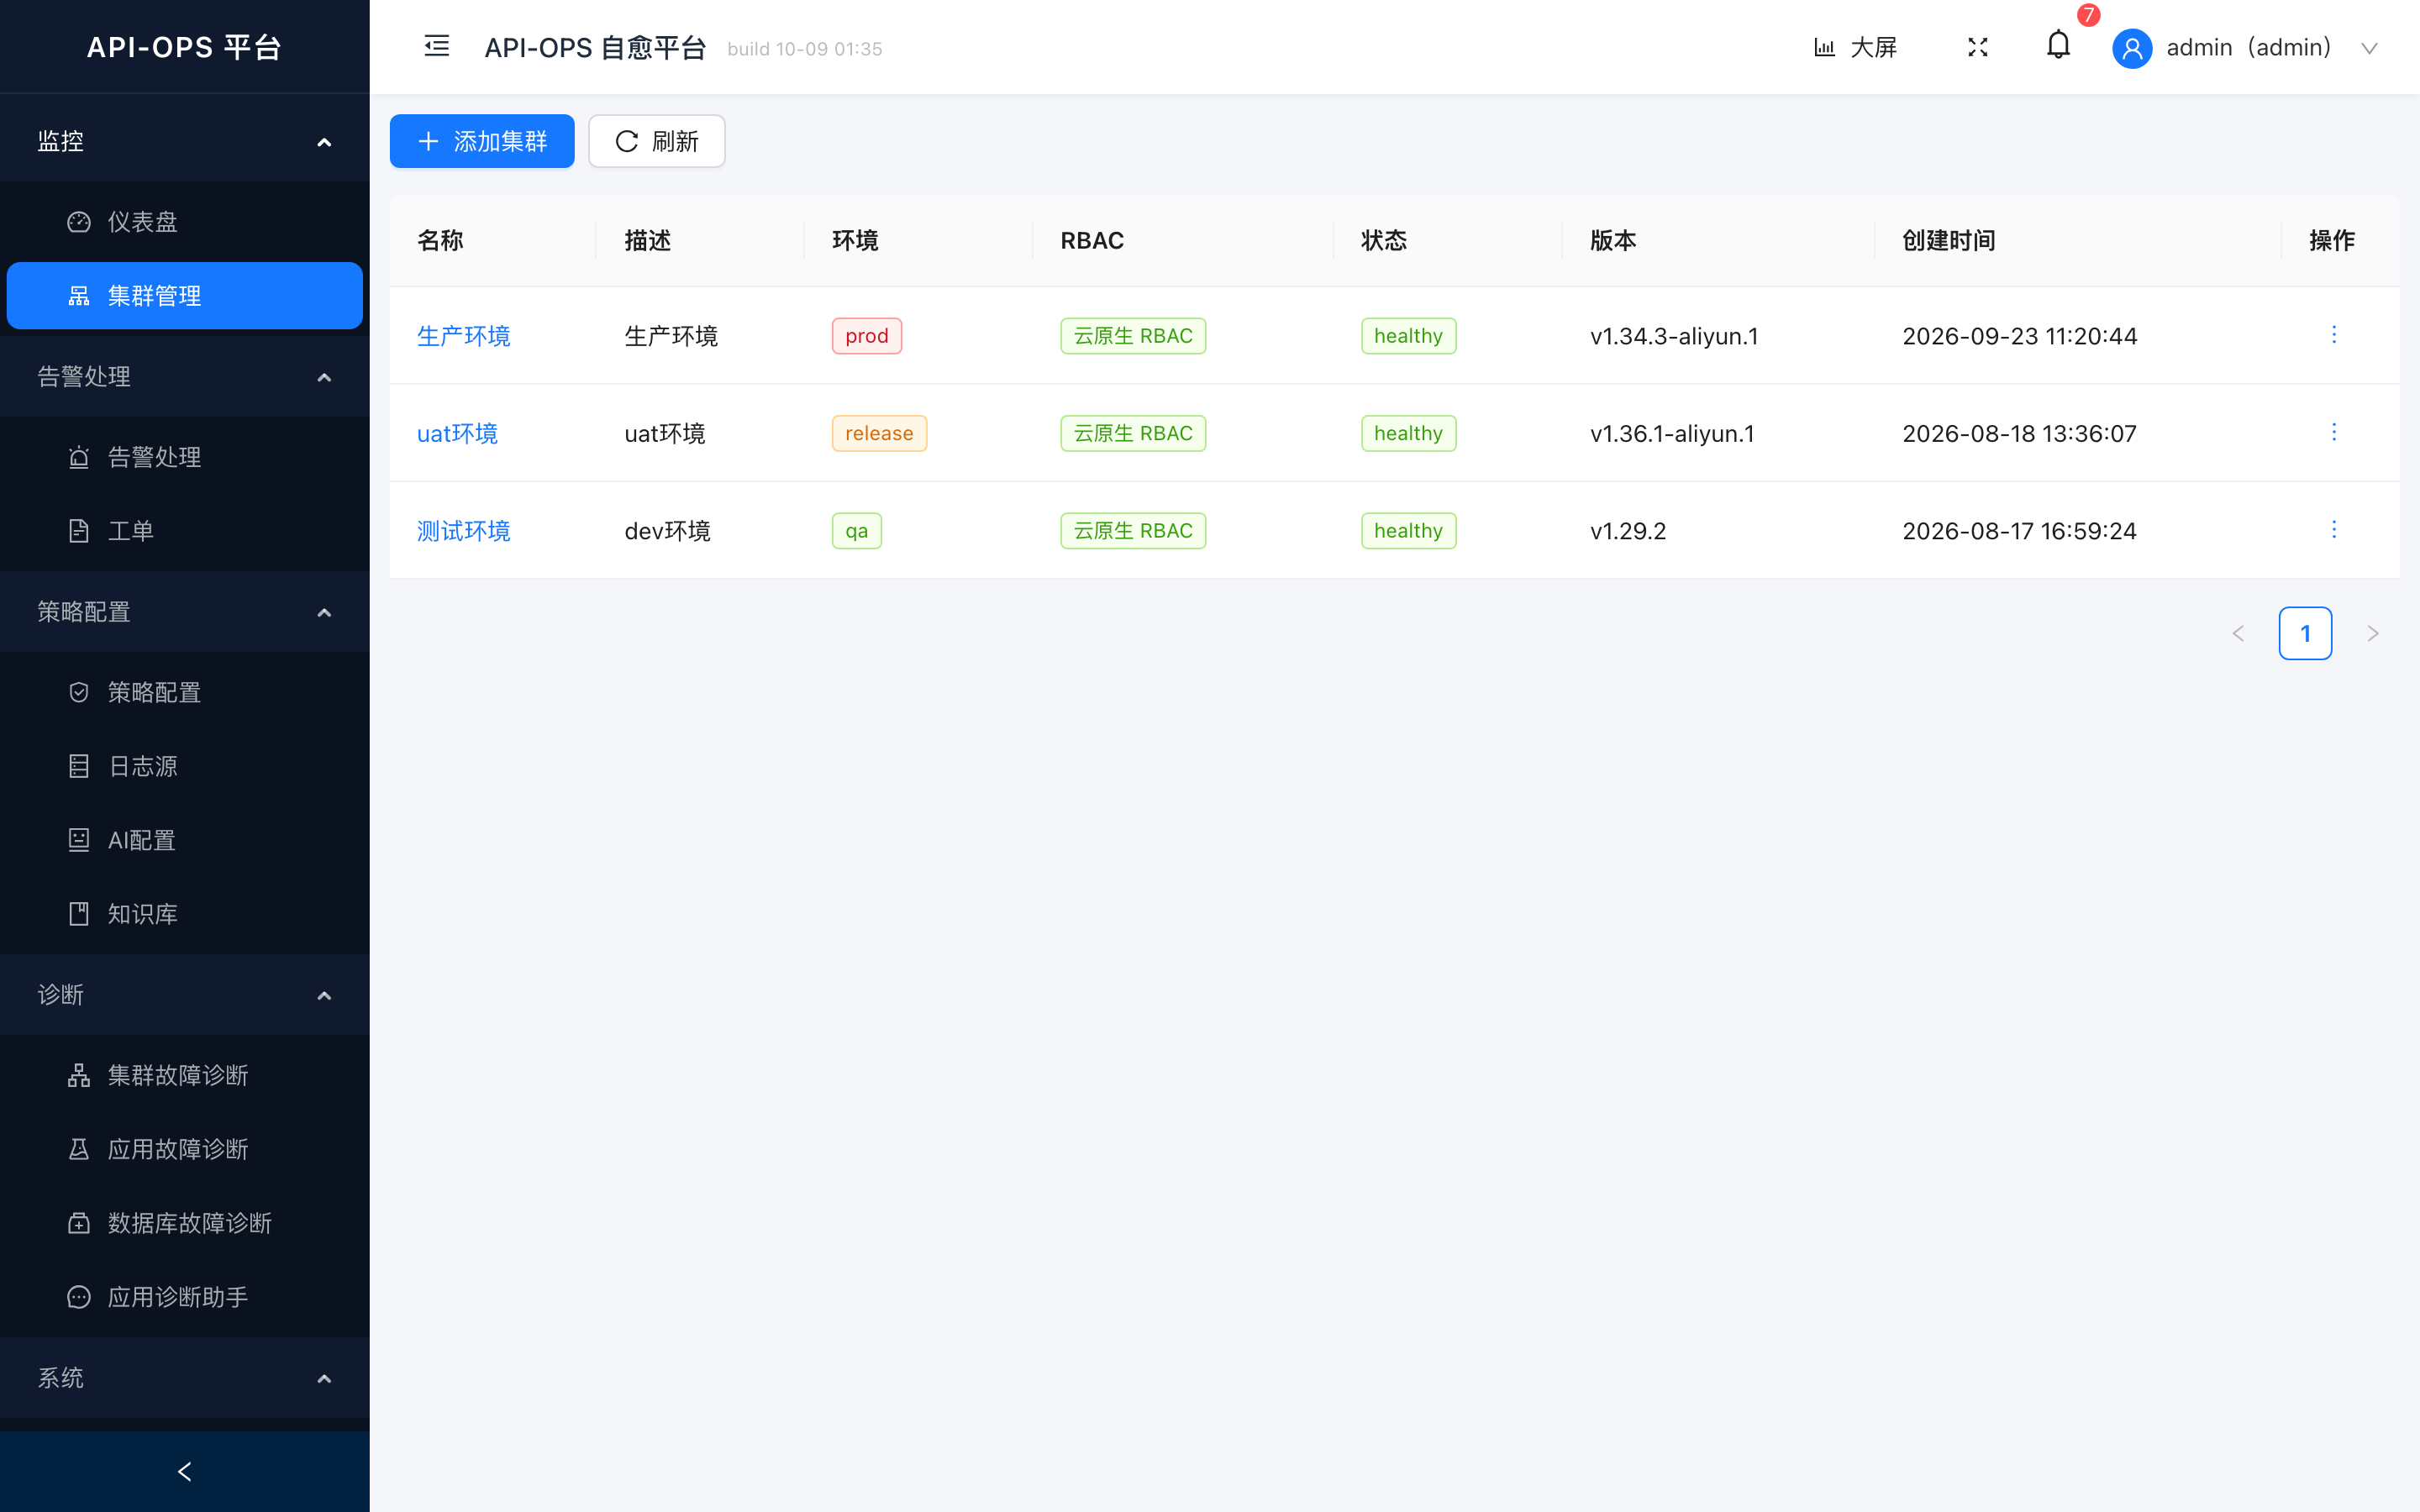 API-OPS 平台
监控
仪表盘
集群管理
告警处理
告警处理
工单
策略配置
策略配置
日志源
AI配置
知识库
诊断
集群故障诊断
应用故障诊断
数据库故障诊断
应用诊断助手
系统
API-OPS 自愈平台 build 10-09 01:35
大屏 7 admin（admin）
添加集群 刷新
名称 描述 环境 RBAC 状态 版本 创建时间 操作
生产环境 生产环境 prod 云原生 RBAC healthy v1.34.3-aliyun.1 2026-09-23 11:20:44
uat环境 uat环境 release 云原生 RBAC healthy v1.36.1-aliyun.1 2026-08-18 13:36:07
测试环境 dev环境 qa 云原生 RBAC healthy v1.29.2 2026-08-17 16:59:24
1